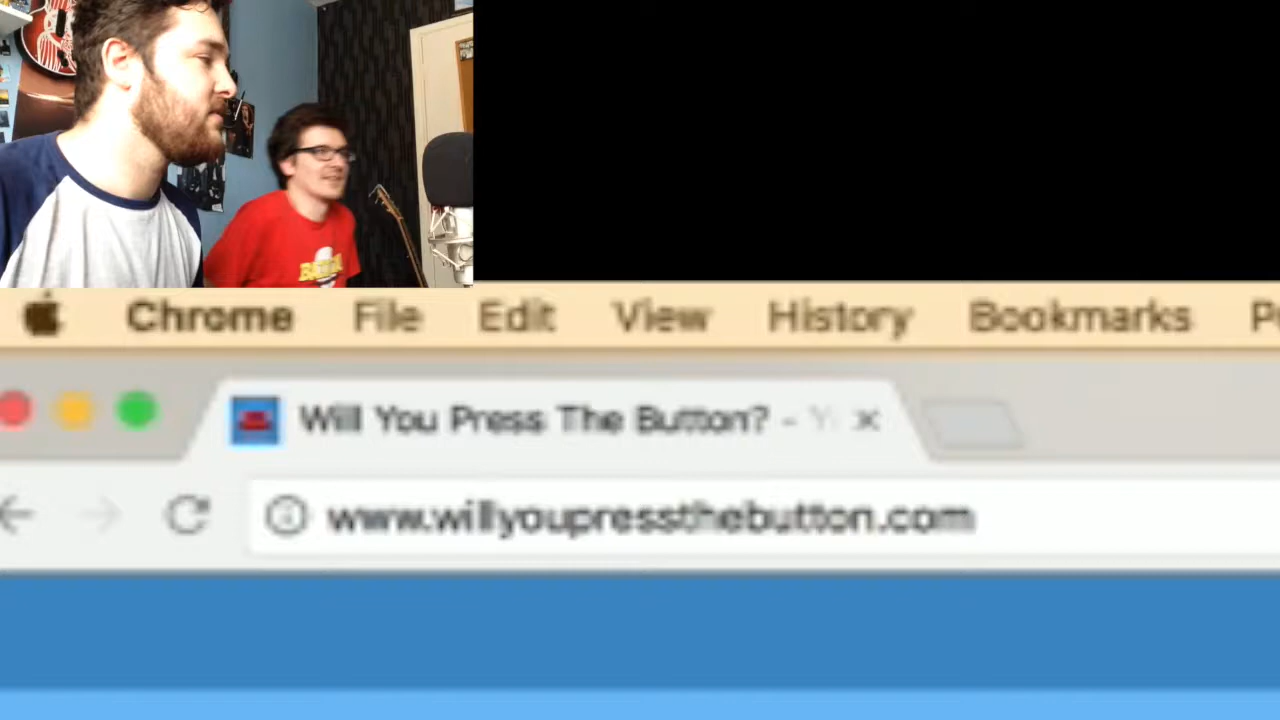 Chrome File Edit View History Bookmarks
Will You Press The Button? -
www.willyoupressthebutton.com